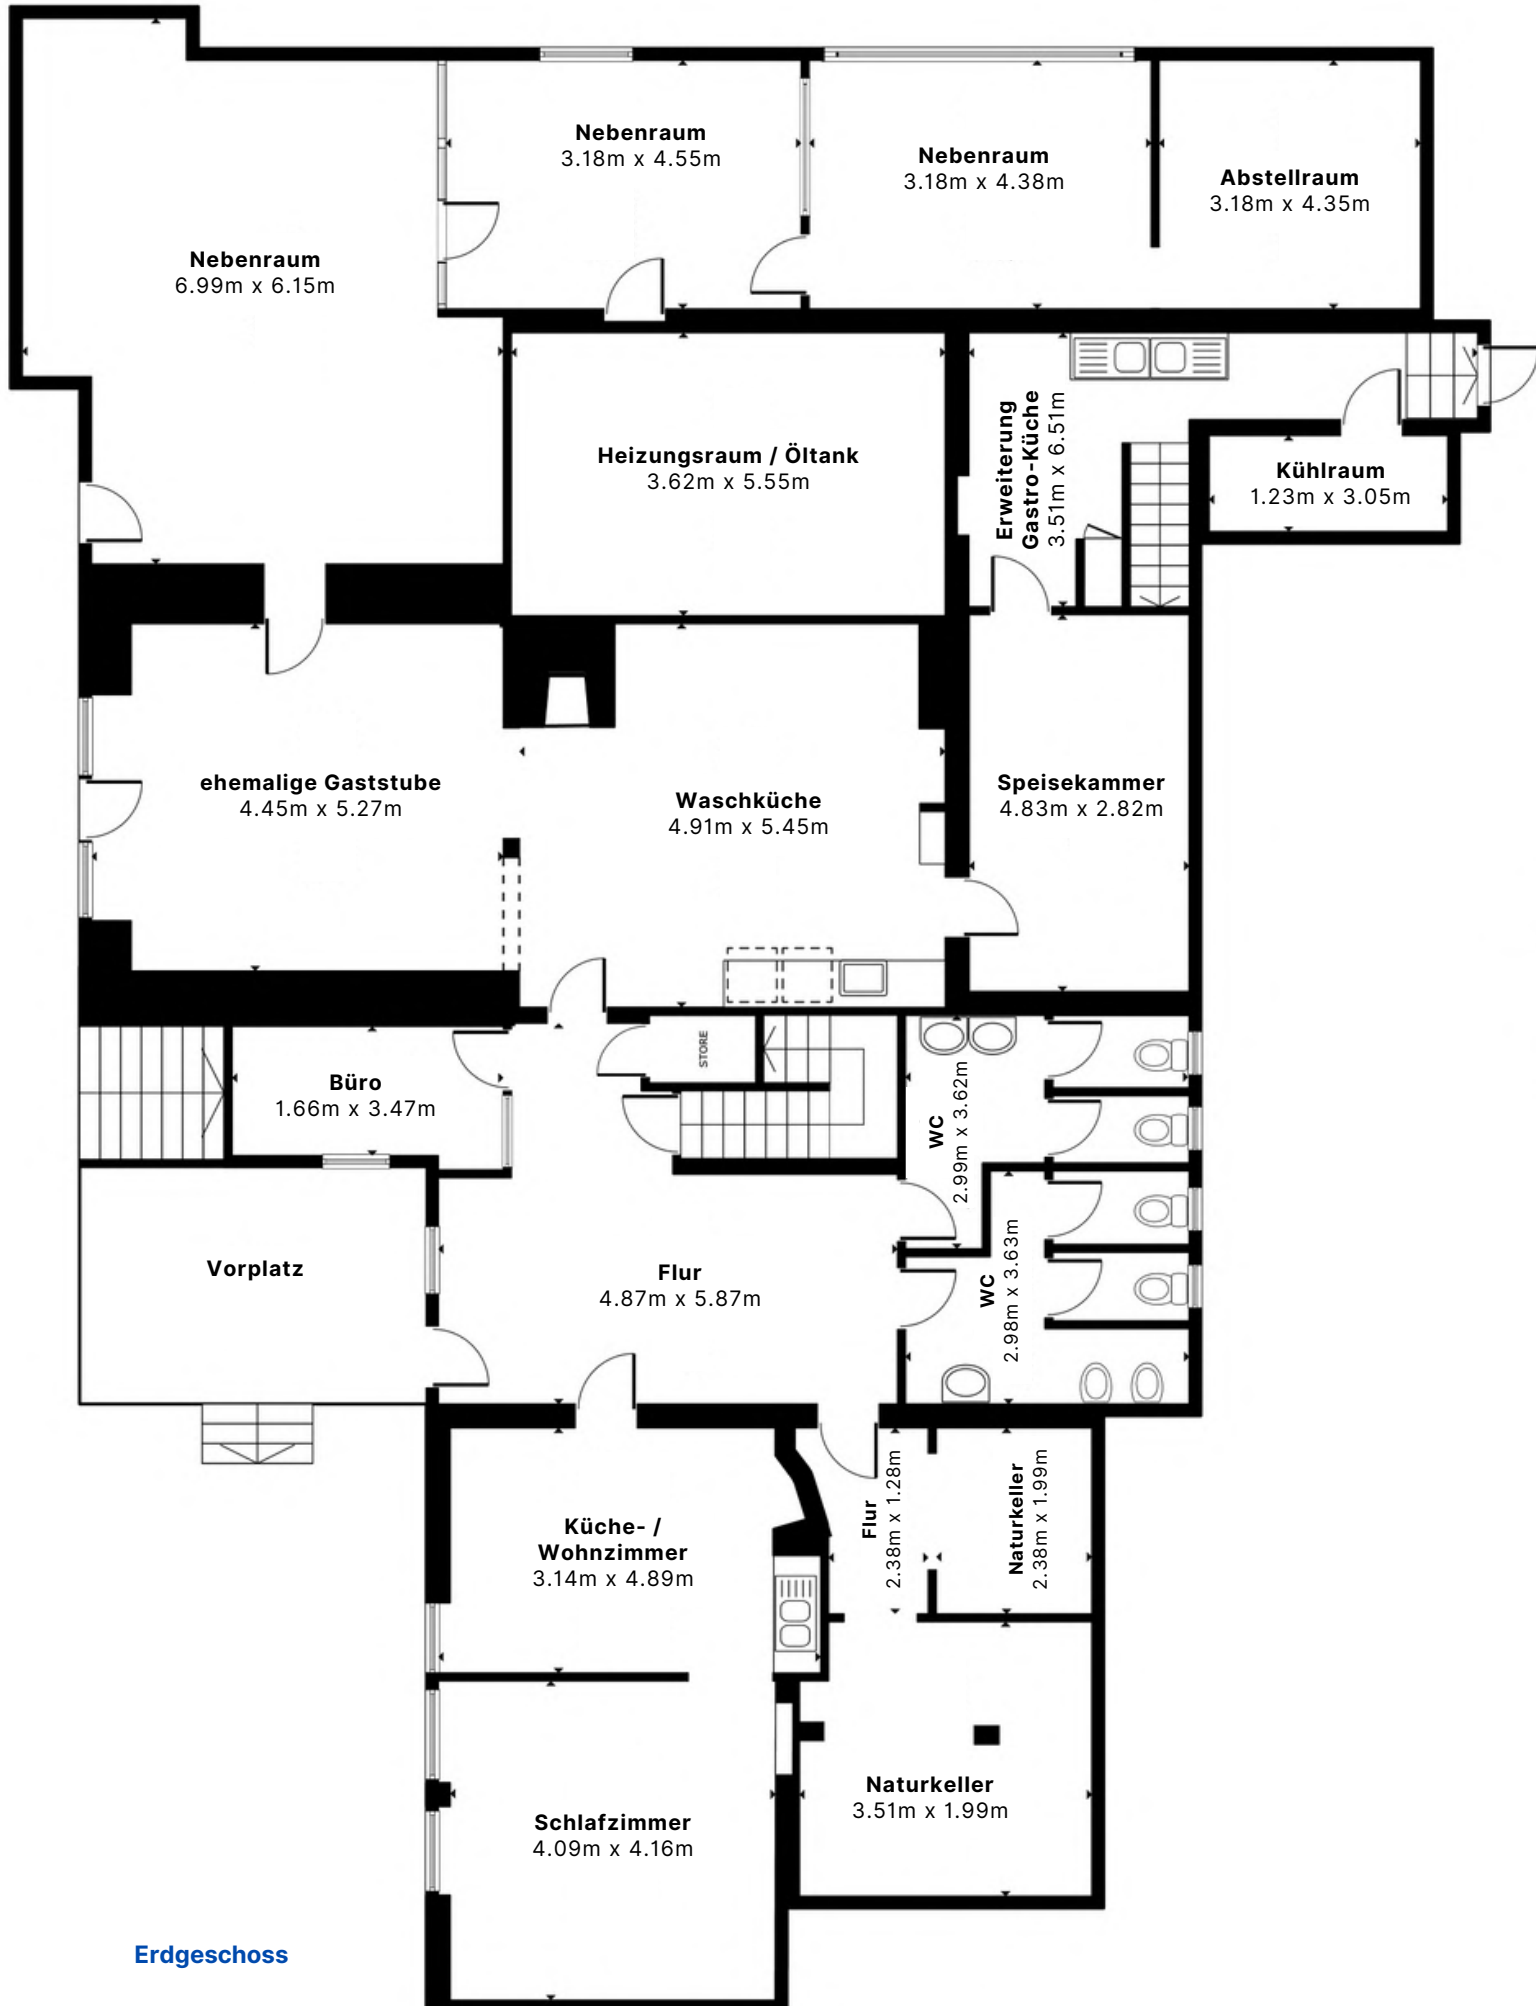 Nebenraum
3.18m x 4.55m
Nebenraum
3.18m x 4.38m
Abstellraum
3.18m x 4.35m
Nebenraum
6.99m x 6.15m
Heizungsraum / Öltank
3.62m x 5.55m
Erweiterung
Gastro-Küche
3.51m x 6.51m
Kühlraum
1.23m x 3.05m
ehemalige Gaststube
4.45m x 5.27m
Waschküche
4.91m x 5.45m
Speisekammer
4.83m x 2.82m
STORE
Büro
1.66m x 3.47m
WC
2.99m x 3.62m
Vorplatz
Flur
4.87m x 5.87m
WC
2.98m x 3.63m
Küche- /
Wohnzimmer
3.14m x 4.89m
Flur
2.38m x 1.28m
Naturkeller
2.38m x 1.99m
Naturkeller
3.51m x 1.99m
Schlafzimmer
4.09m x 4.16m
Erdgeschoss